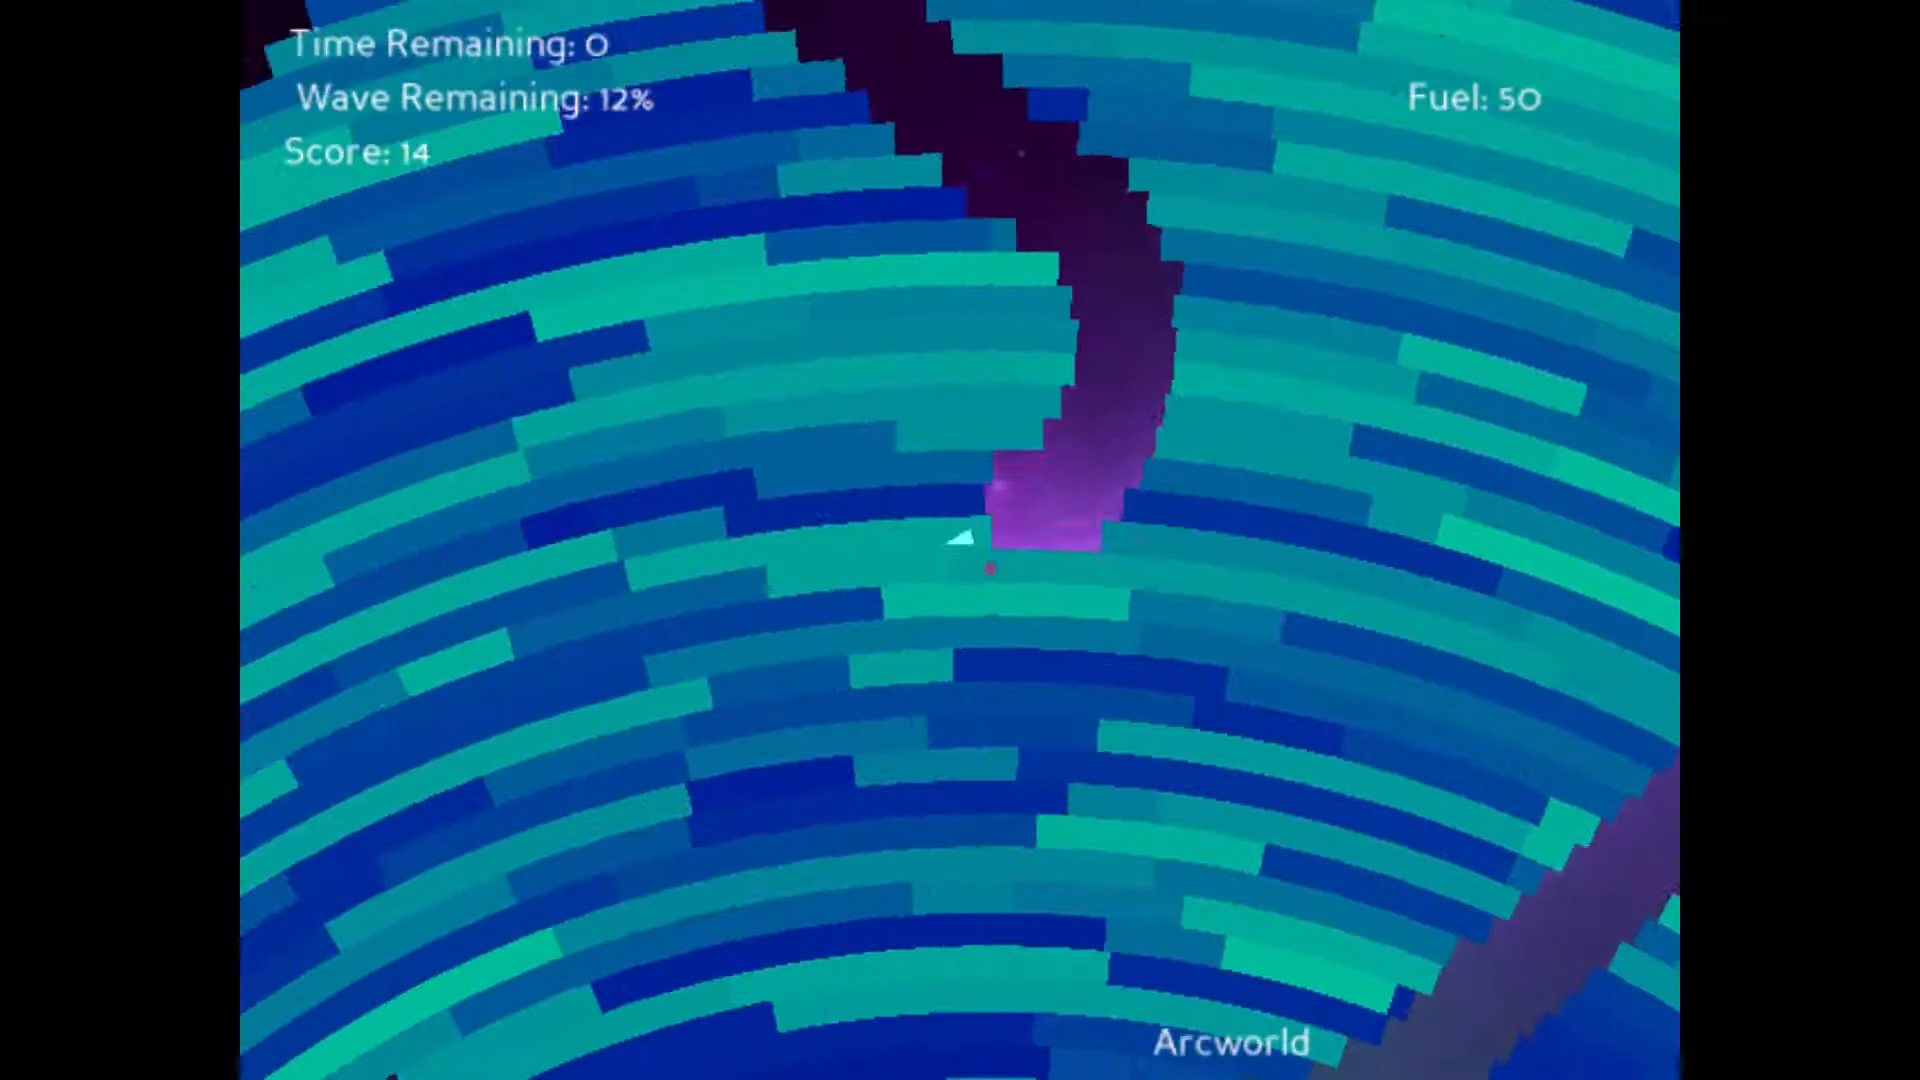 Time Remaining: 0
Wave Remaining: 12%
Fuel: 50
Score: 14
Arcworld